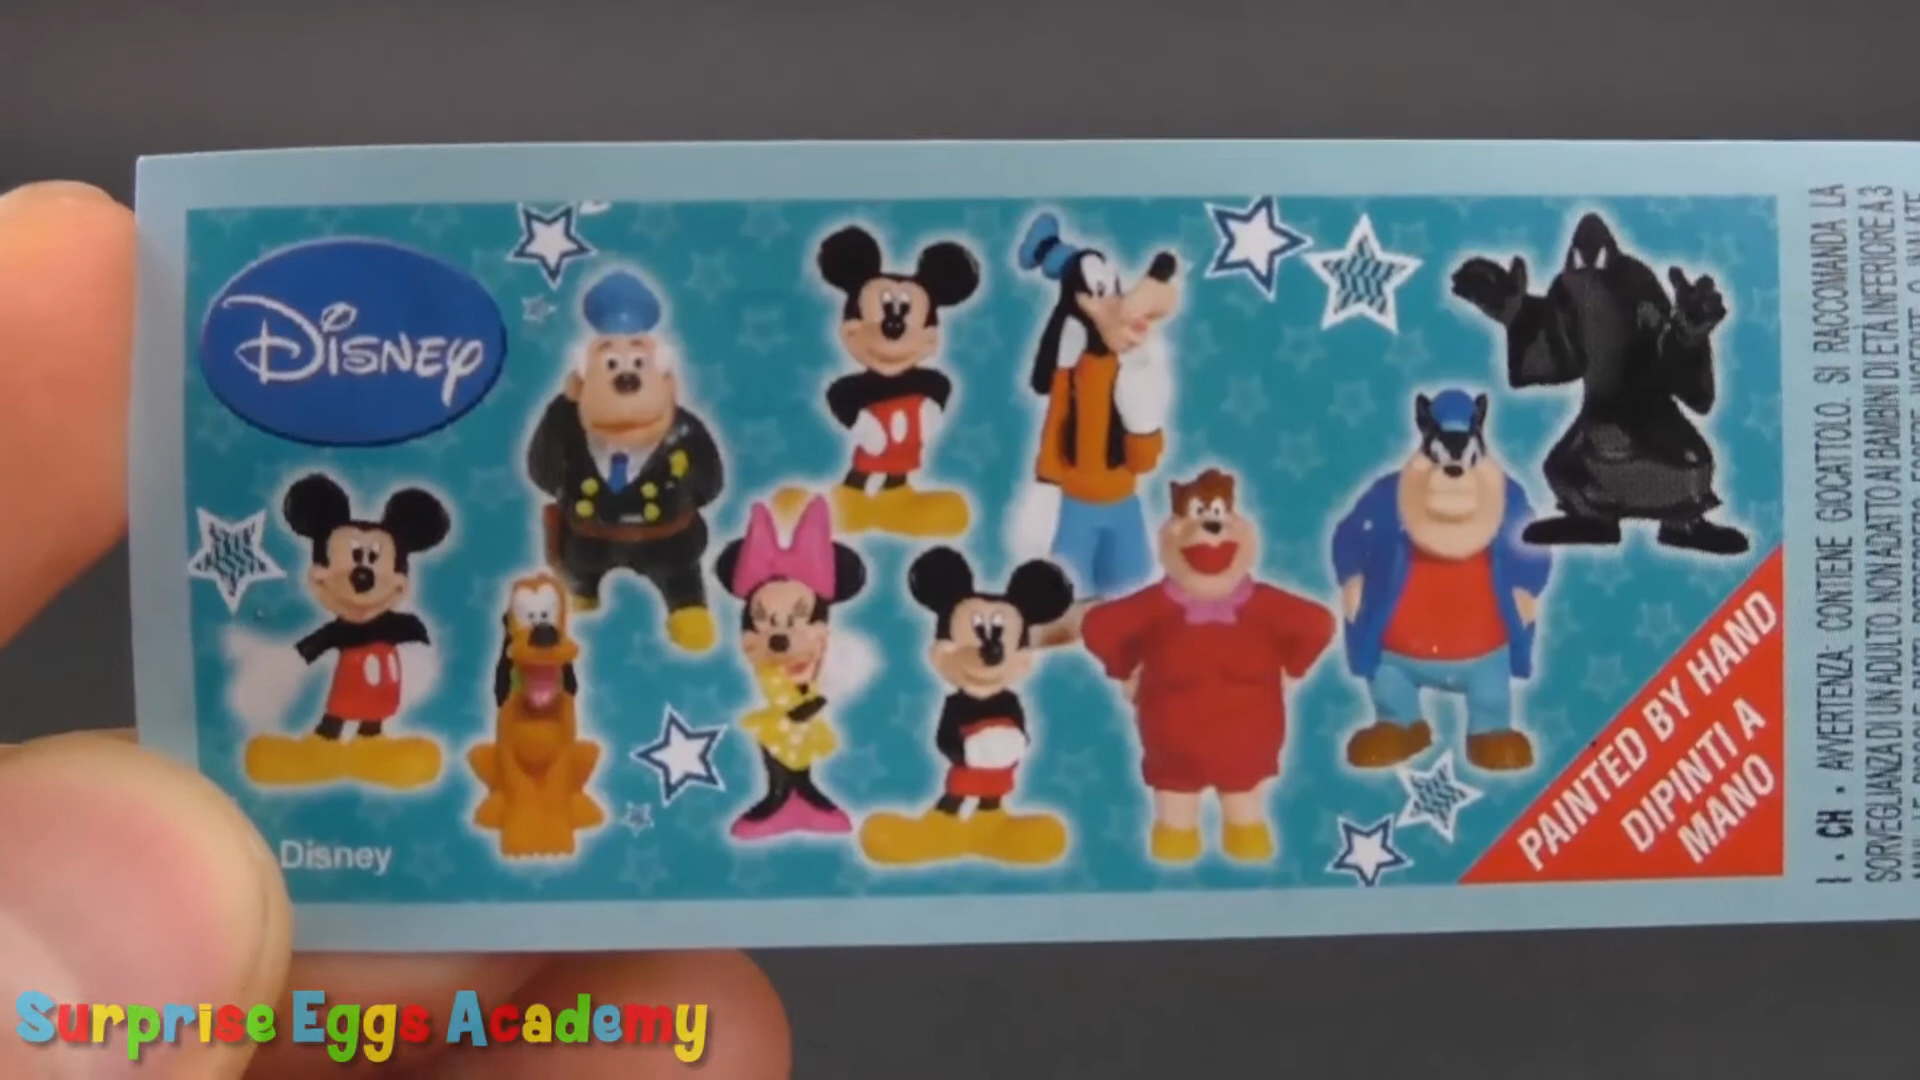 Disney
Disney
PAINTED BY HAND
DIPINTI A
MANO
I • CH • AVVERTENZA: CONTIENE GIOCATTOLO. SI RACCOMANDA LA
SORVEGLIANZA DI UN ADULTO. NON ADATTO AI BAMBINI DI ETÀ INFERIORE A 3
Surprise Eggs Academy